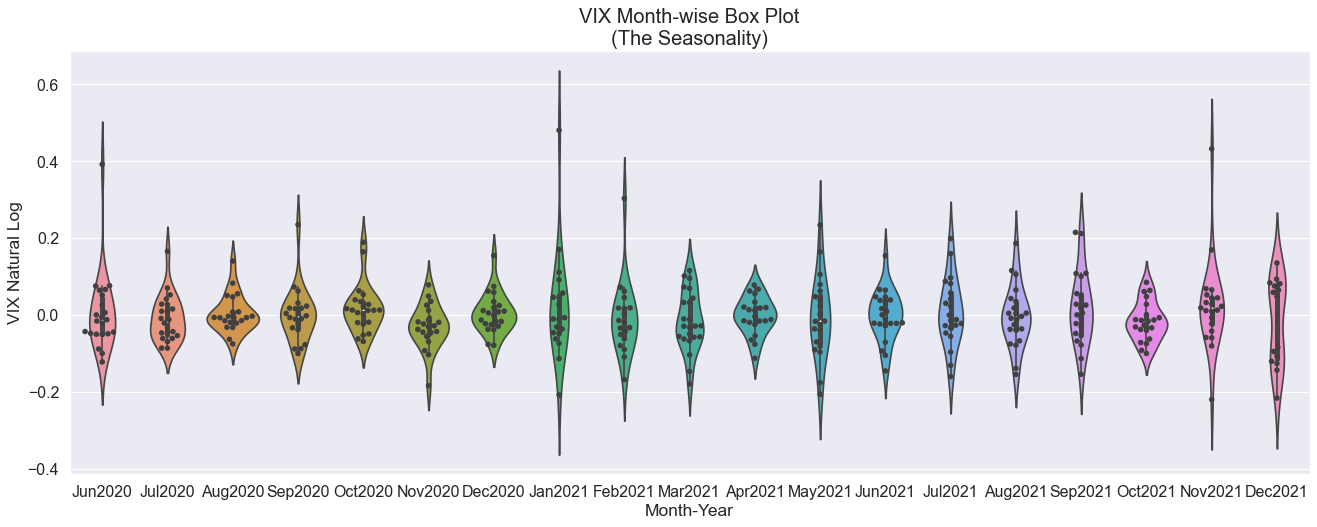 VIX Month-wise Box Plot
(The Seasonality)
VIX Natural Log
0.6
0.4
0.2
0.0
−0.2
−0.4
Jun2020 Jul2020 Aug2020 Sep2020 Oct2020 Nov2020 Dec2020 Jan2021 Feb2021 Mar2021 Apr2021 May2021 Jun2021 Jul2021 Aug2021 Sep2021 Oct2021 Nov2021 Dec2021
Month-Year